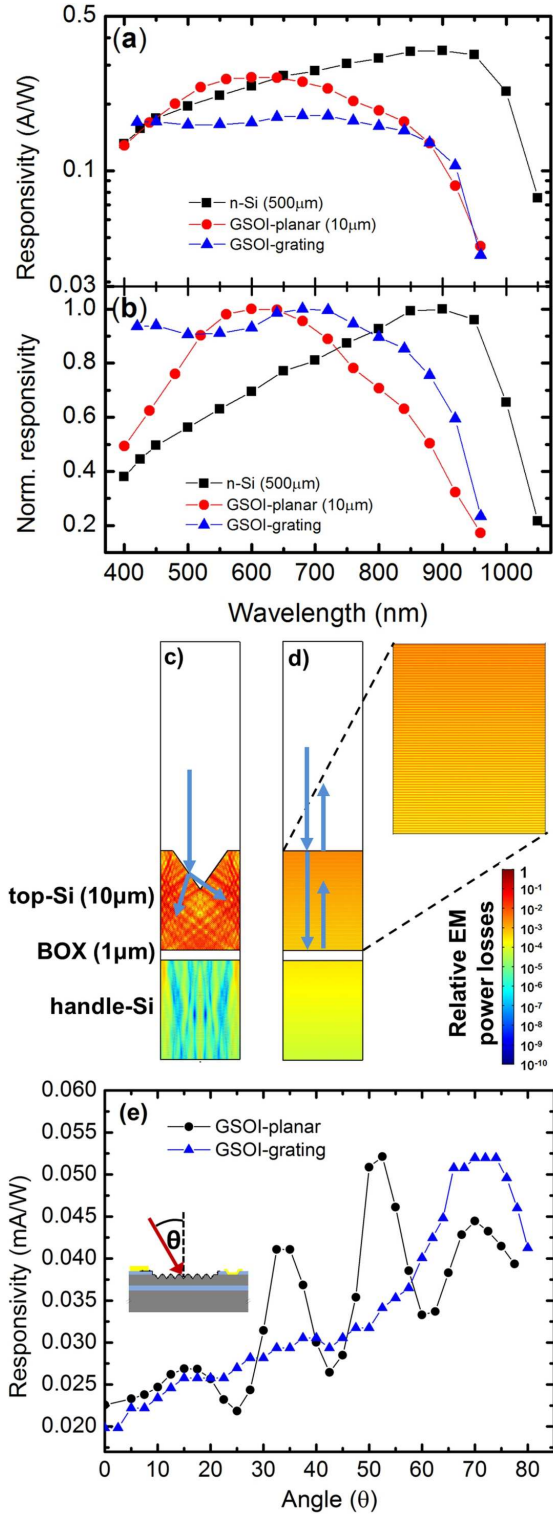 (a)
0.5
0.1
0.03
Responsivity (A/W)
n-Si (500μm)
GSOI-planar (10μm)
GSOI-grating
(b)
1.0
0.8
0.6
0.4
0.2
Norm. responsivity
n-Si (500μm)
GSOI-planar (10μm)
GSOI-grating
400 500 600 700 800 900 1000
Wavelength (nm)
c)
d)
top-Si (10μm)
BOX (1μm)
handle-Si
Relative EM
power losses
1
10-1
10-2
10-3
10-4
10-5
10-6
10-7
10-8
10-9
10-10
(e)
0.060
0.055
0.050
0.045
0.040
0.035
0.030
0.025
0.020
Responsivity (mA/W)
GSOI-planar
GSOI-grating
θ
0 10 20 30 40 50 60 70 80
Angle (θ)